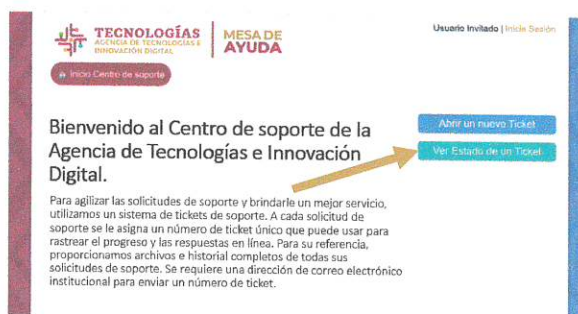 TECNOLOGÍAS
AGENCIA DE TECNOLOGÍAS E
INNOVACIÓN DIGITAL
MESA DE
AYUDA
Usuario Invitado | Inicie Sesión
Inicio Centro de soporte
Bienvenido al Centro de soporte de la
Agencia de Tecnologías e Innovación
Digital.
Abrir un nuevo Ticket
Ver Estado de un Ticket
Para agilizar las solicitudes de soporte y brindarle un mejor servicio,
utilizamos un sistema de tickets de soporte. A cada solicitud de
soporte se le asigna un número de ticket único que puede usar para
rastrear el progreso y las respuestas en línea. Para su referencia,
proporcionamos archivos e historial completos de todas sus
solicitudes de soporte. Se requiere una dirección de correo electrónico
institucional para enviar un número de ticket.